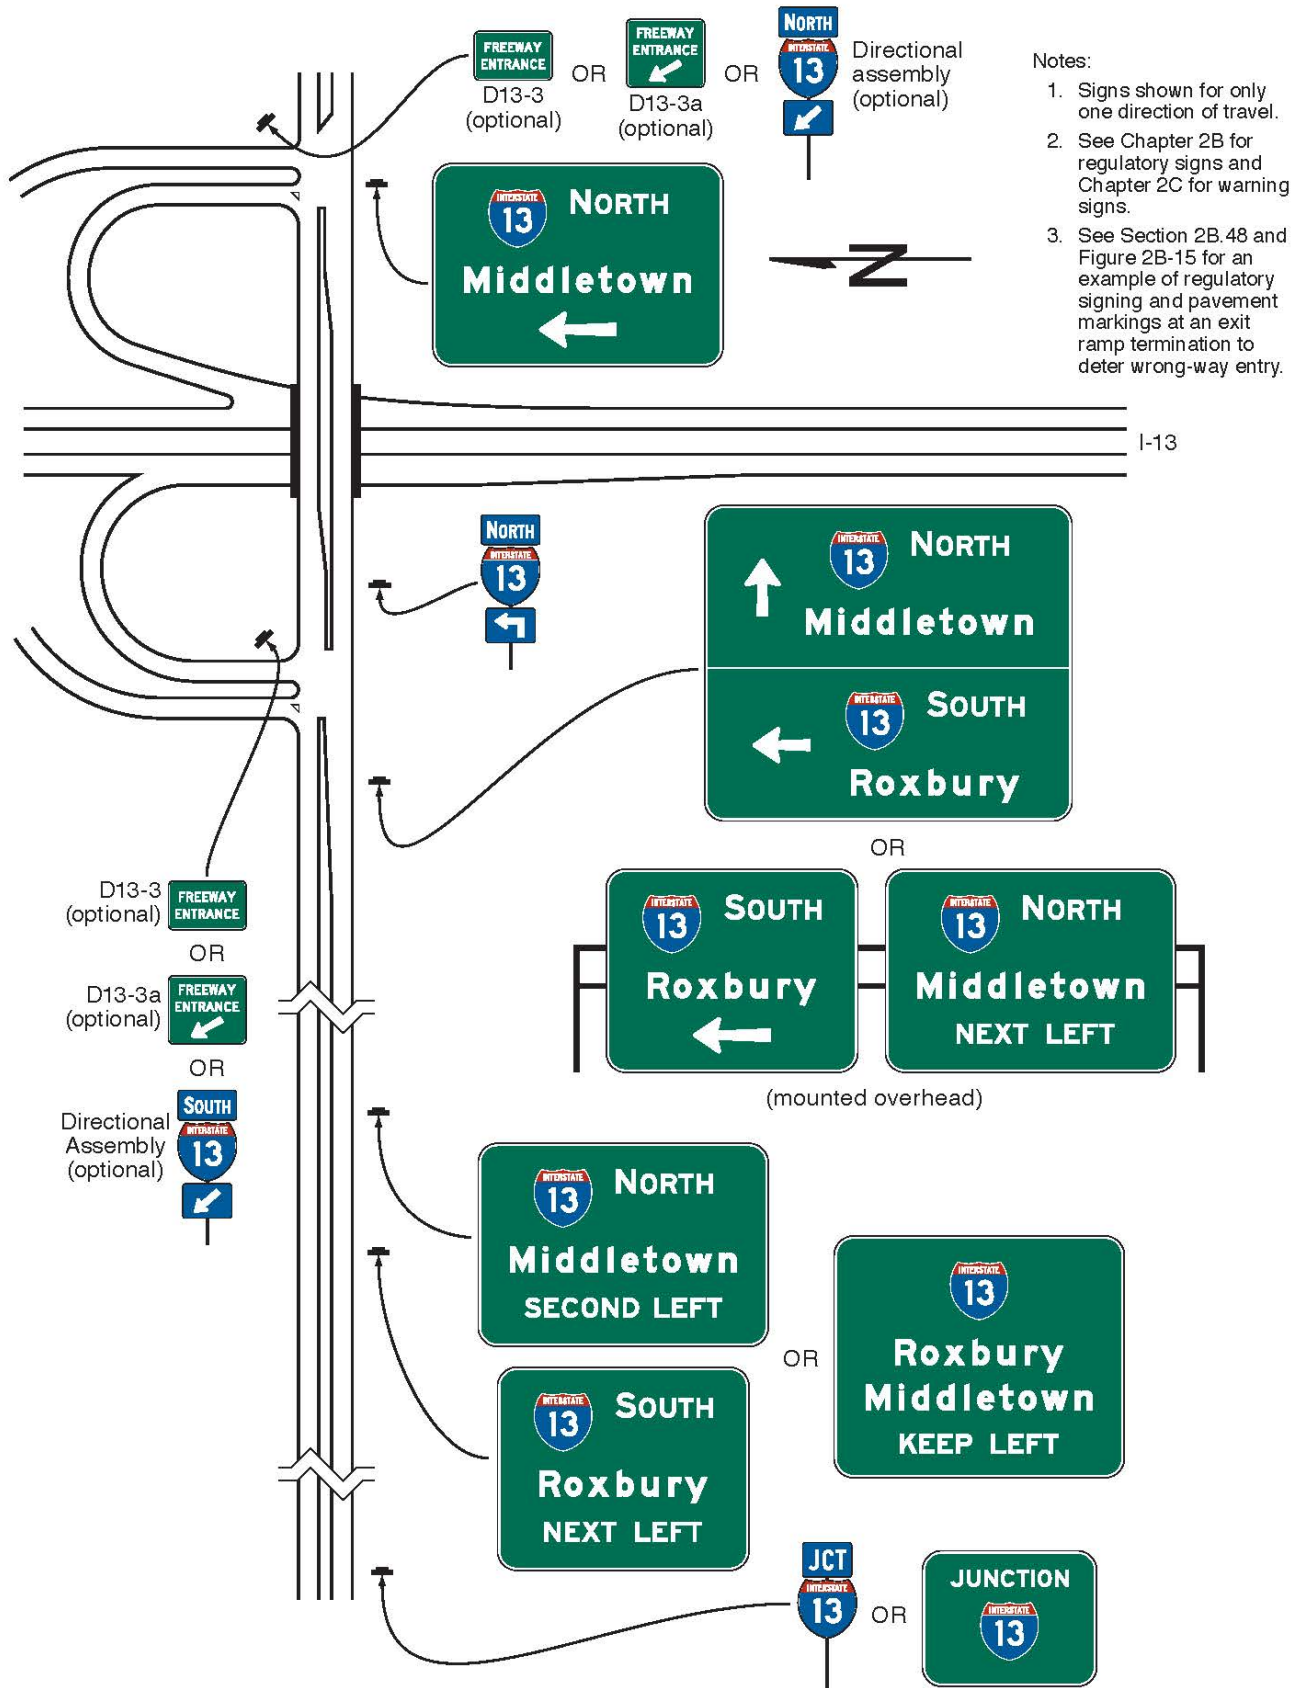 FREEWAY
ENTRANCE
D13-3
(optional)
OR
FREEWAY
ENTRANCE
D13-3a
(optional)
OR
NORTH
INTERSTATE
13
Directional
assembly
(optional)
Notes:
1. Signs shown for only
one direction of travel.
2. See Chapter 2B for
regulatory signs and
Chapter 2C for warning
signs.
3. See Section 2B.48 and
Figure 2B-15 for an
example of regulatory
signing and pavement
markings at an exit
ramp termination to
deter wrong-way entry.
INTERSTATE
13 NORTH
Middletown
N
I-13
NORTH
INTERSTATE
13
INTERSTATE
13 NORTH
Middletown
INTERSTATE
13 SOUTH
Roxbury
OR
INTERSTATE
13 SOUTH
Roxbury
INTERSTATE
13 NORTH
Middletown
NEXT LEFT
(mounted overhead)
D13-3
(optional)
FREEWAY
ENTRANCE
OR
D13-3a
(optional)
FREEWAY
ENTRANCE
OR
Directional
Assembly
(optional)
SOUTH
INTERSTATE
13
INTERSTATE
13 NORTH
Middletown
SECOND LEFT
INTERSTATE
13 SOUTH
Roxbury
NEXT LEFT
OR
INTERSTATE
13
Roxbury
Middletown
KEEP LEFT
JCT
INTERSTATE
13
OR
JUNCTION
INTERSTATE
13